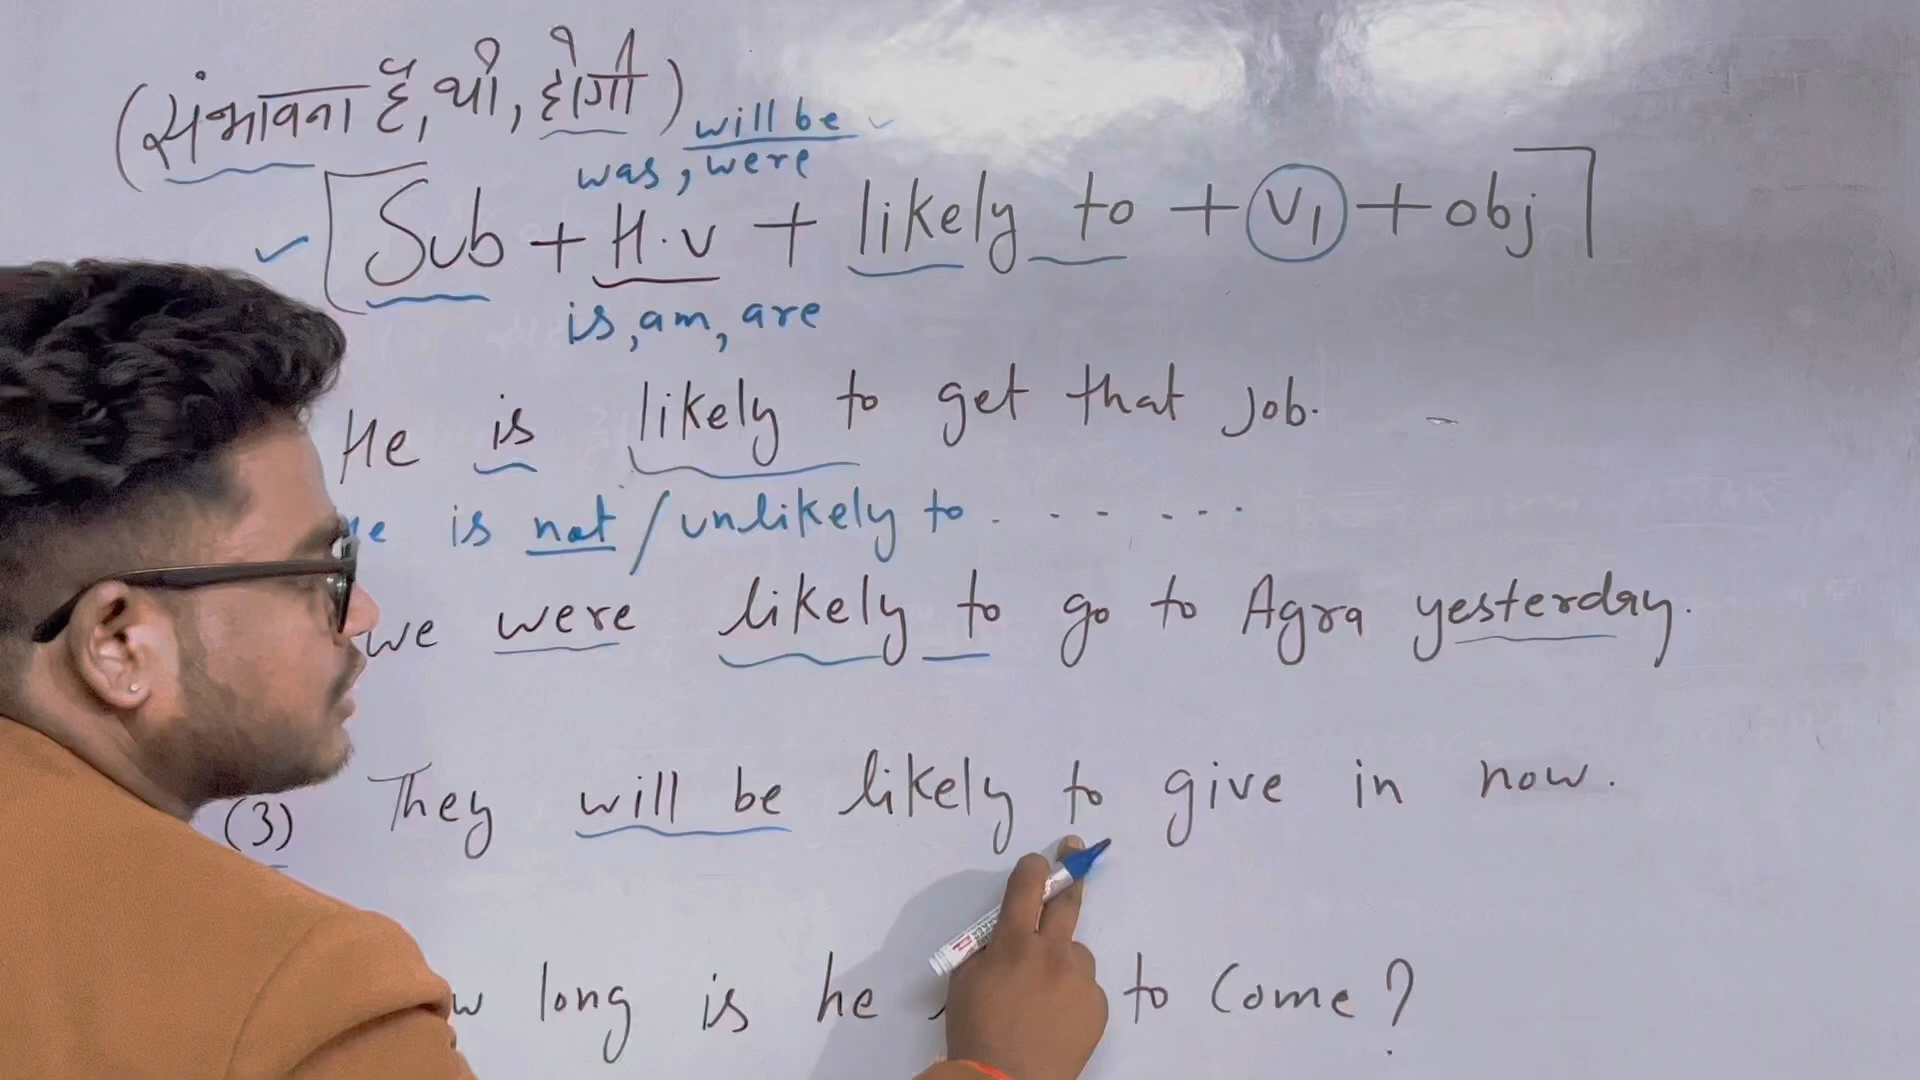 (संभावना है, थी, होगी) will be
was, were
Sub + H.v + likely to + V1 + obj
is, am, are
He is likely to get that job.
is not / unlikely to . . . . . .
we were likely to go to Agra yesterday.
(3) They will be likely to give in now.
long is he to come?